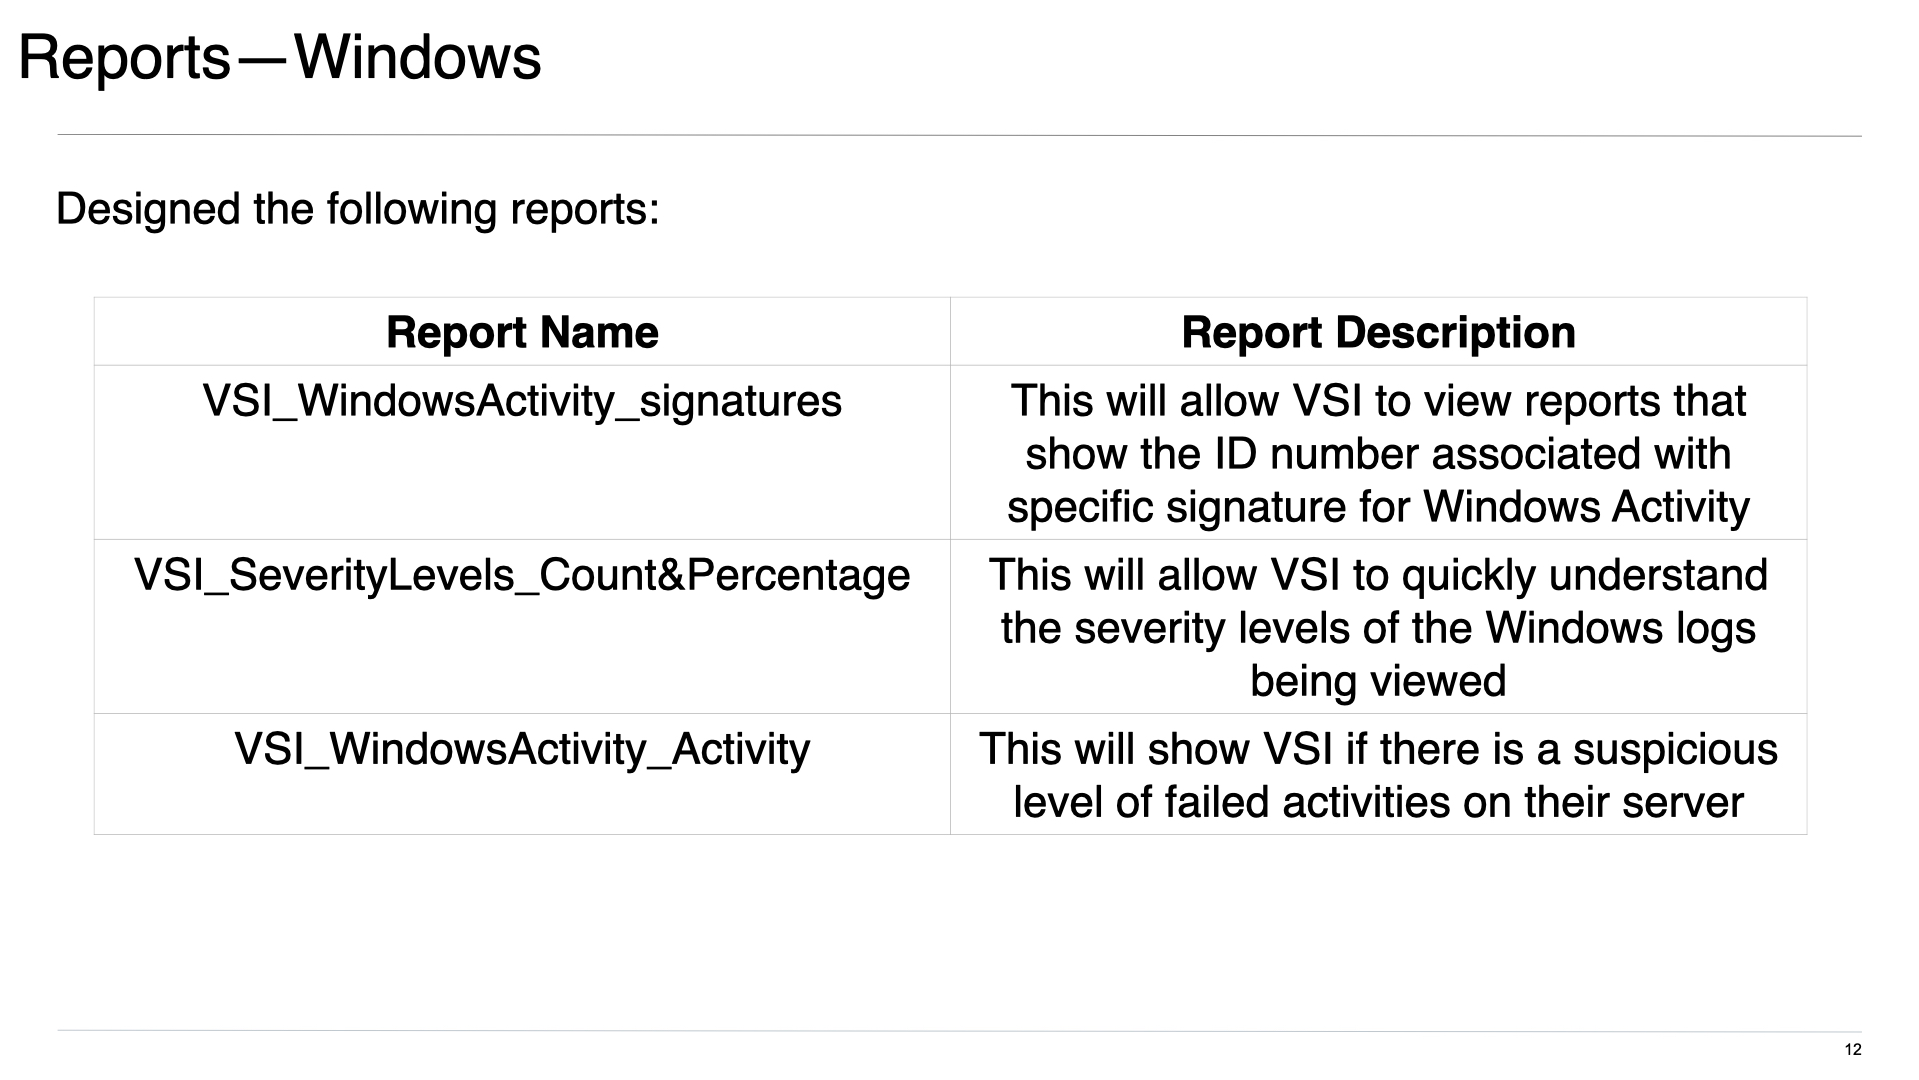 Reports—Windows
Designed the following reports:
Report Name
Report Description
VSI_WindowsActivity_signatures
This will allow VSI to view reports that
show the ID number associated with
specific signature for Windows Activity
VSI_SeverityLevels_Count&Percentage
This will allow VSI to quickly understand
the severity levels of the Windows logs
being viewed
VSI_WindowsActivity_Activity
This will show VSI if there is a suspicious
level of failed activities on their server
12